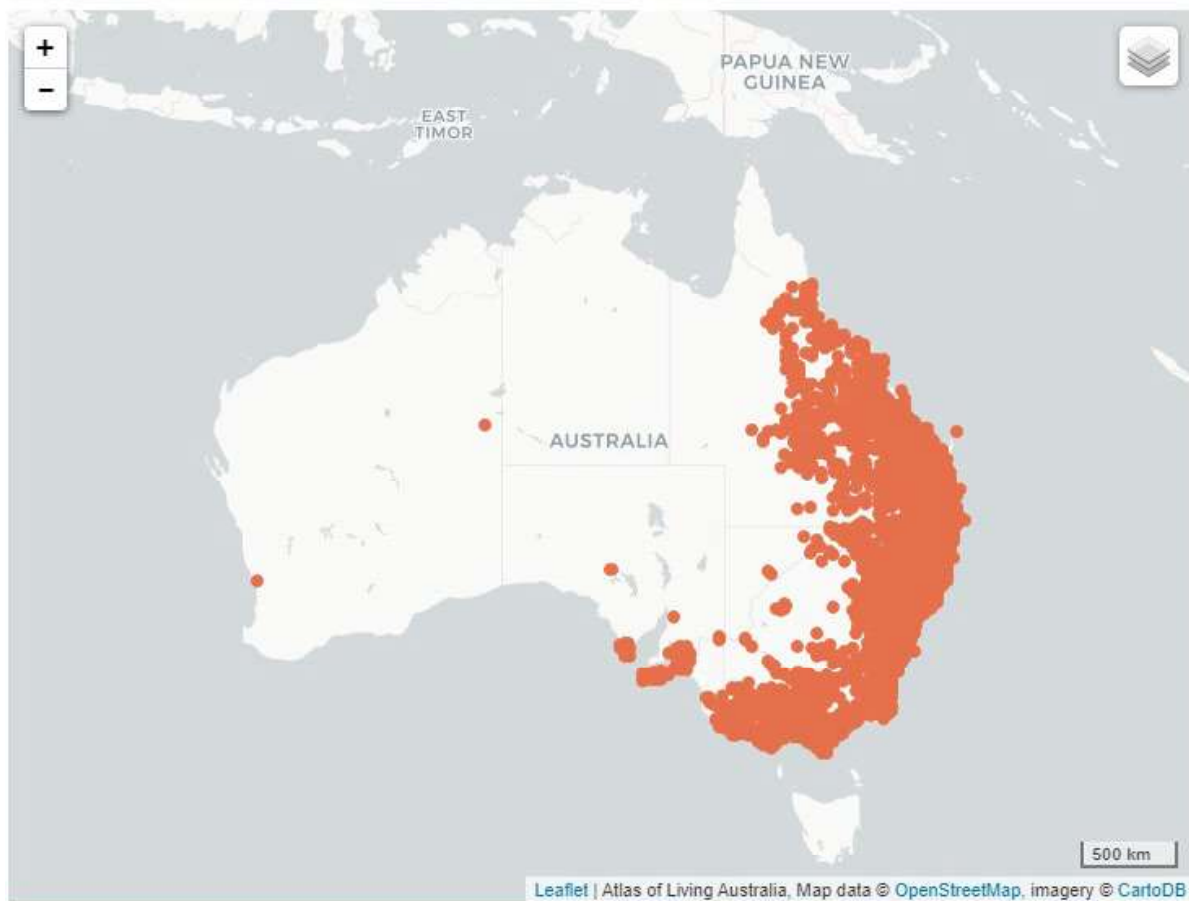 +
−
PAPUA NEW
GUINEA
EAST
TIMOR
AUSTRALIA
500 km
Leaflet | Atlas of Living Australia, Map data © OpenStreetMap, imagery © CartoDB